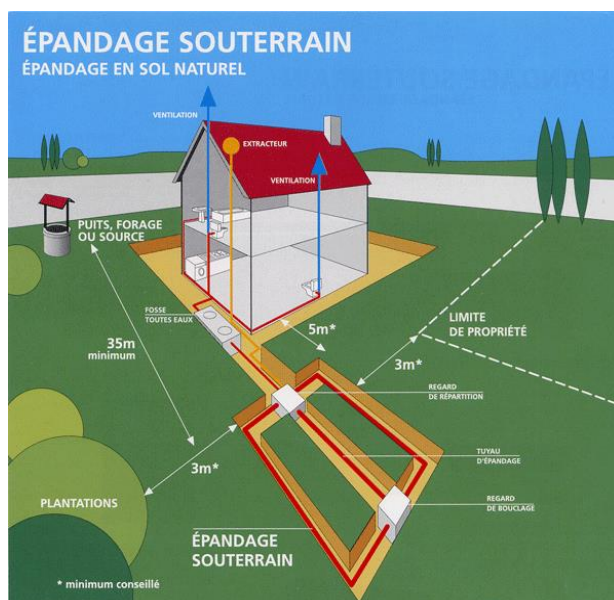 ÉPANDAGE SOUTERRAIN
ÉPANDAGE EN SOL NATUREL
VENTILATION
EXTRACTEUR
VENTILATION
PUITS, FORAGE
OU SOURCE
FOSSE
TOUTES EAUX
35m
minimum
5m*
LIMITE
DE PROPRIÉTÉ
3m*
REGARD
DE RÉPARTITION
TUYAU
D'ÉPANDAGE
3m*
PLANTATIONS
REGARD
DE BOUCLAGE
ÉPANDAGE
SOUTERRAIN
* minimum conseillé